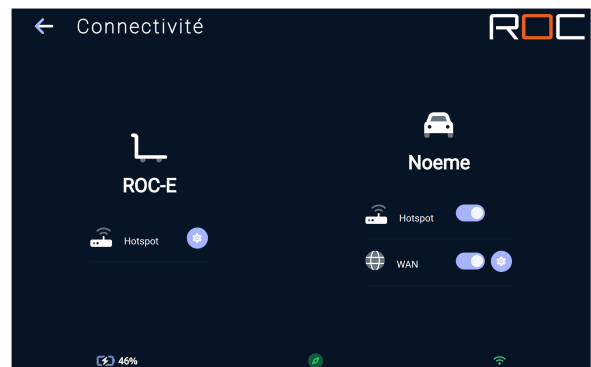 Connectivité
ROC
ROC-E
Hotspot
Noeme
Hotspot
WAN
46%